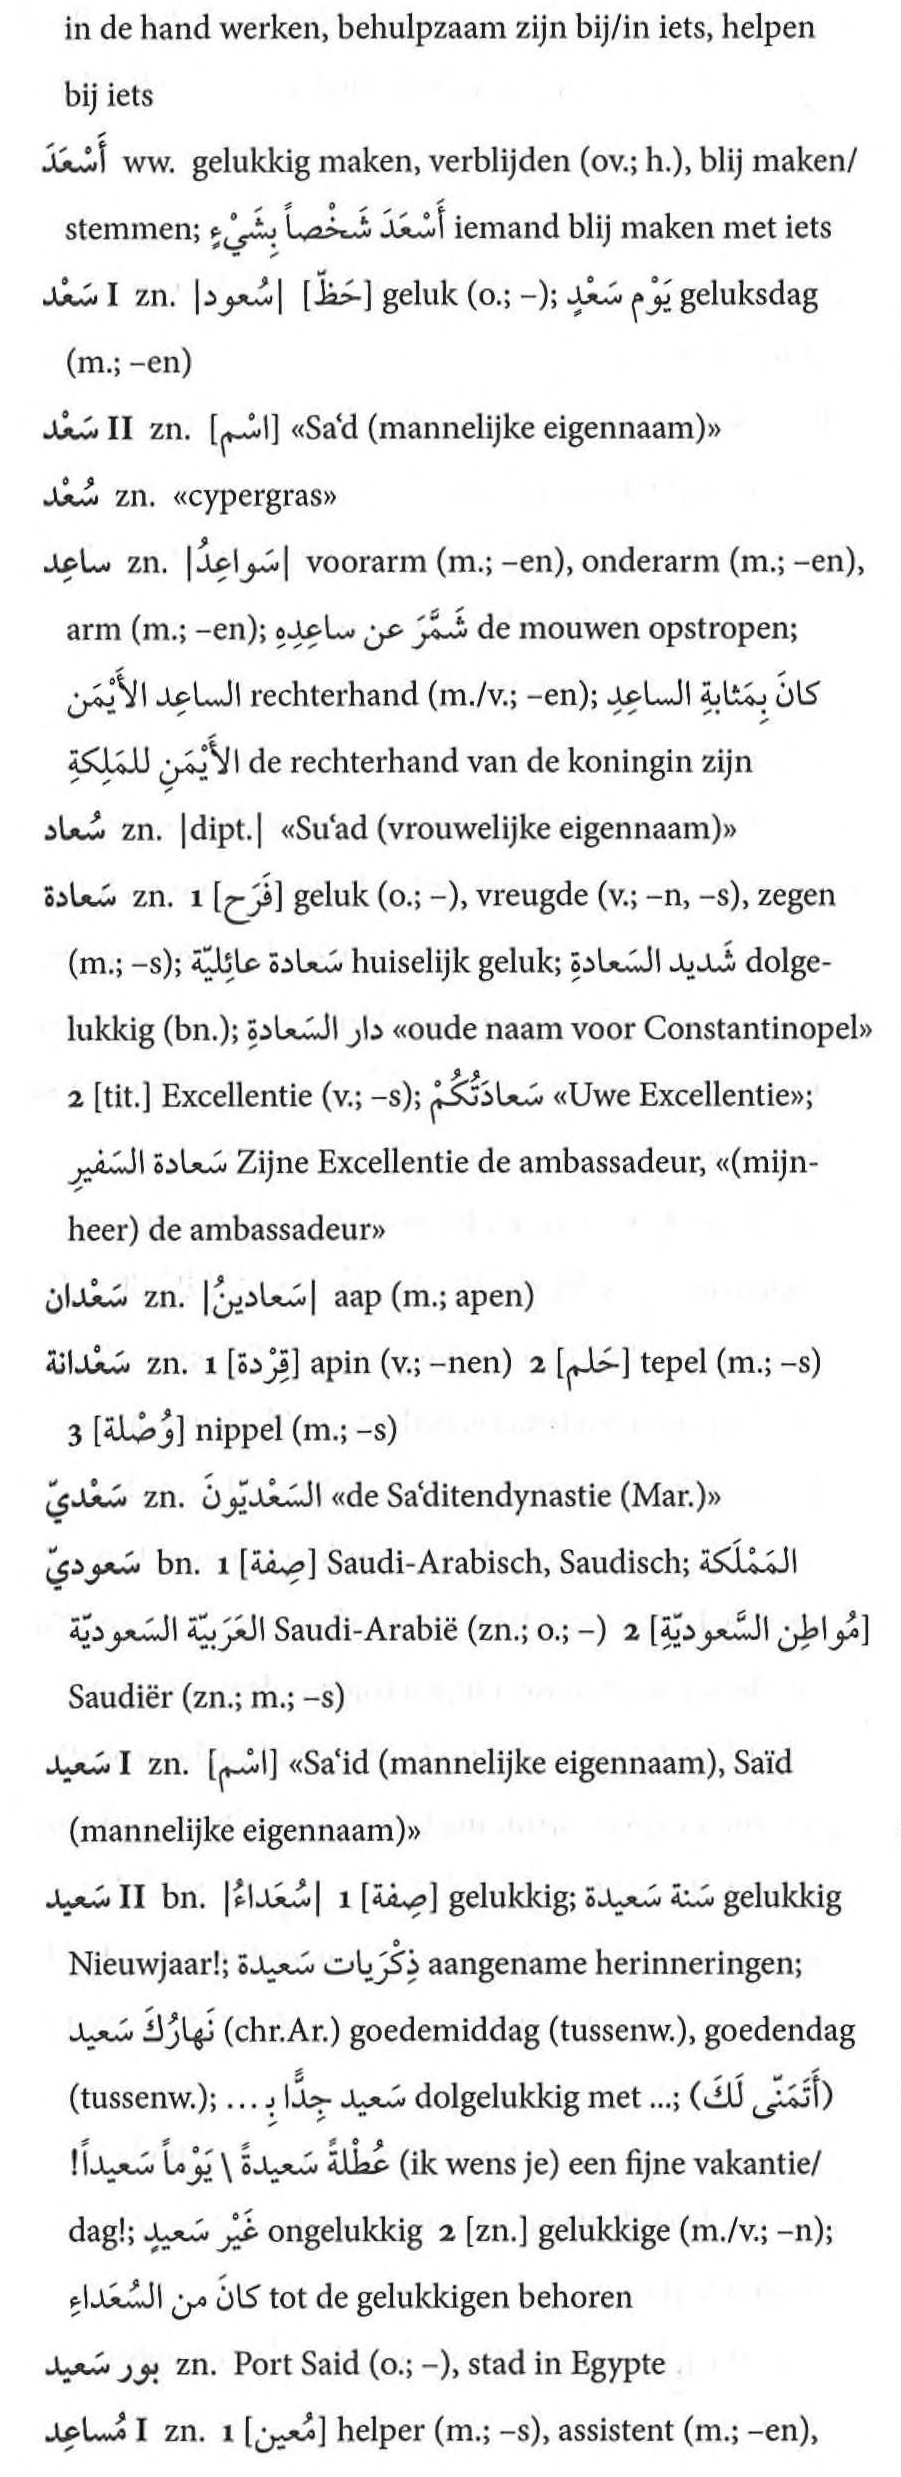 in de hand werken, behulpzaam zijn bij/in iets, helpen
bij iets
أَسْعَدَ ww. gelukkig maken, verblijden (ov.; h.), blij maken/
stemmen; أَسْعَدَ شَخْصاً بِشَيْءٍ iemand blij maken met iets
سَعْد I zn. |سُعود| [حَظّ] geluk (o.; –); يَوْم سَعْدٍ geluksdag
(m.; –en)
سَعْد II zn. [اسْم] «Sa‘d (mannelijke eigennaam)»
سُعْد zn. «cypergras»
ساعِد zn. |سَواعِدُ| voorarm (m.; –en), onderarm (m.; –en),
arm (m.; –en); شَمَّرَ عن ساعِدِهِ de mouwen opstropen;
الساعِد الأَيْمَن rechterhand (m./v.; –en); كانَ بِمَثابةِ الساعِدِ
الأَيْمَنِ للمَلِكةِ de rechterhand van de koningin zijn
سُعاد zn. |dipt.| «Su‘ad (vrouwelijke eigennaam)»
سَعادة zn. 1 [فَرَح] geluk (o.; –), vreugde (v.; –n, –s), zegen
(m.; –s); سَعادة عائِليّة huiselijk geluk; شَديد السَعادةِ dolge-
lukkig (bn.); دار السَعادةِ «oude naam voor Constantinopel»
2 [tit.] Excellentie (v.; –s); سَعادَتُكُمْ «Uwe Excellentie»;
سَعادة السَفيرِ Zijne Excellentie de ambassadeur, «(mijn-
heer) de ambassadeur»
سَعْدان zn. |سَعادينُ| aap (m.; apen)
سَعْدانة zn. 1 [قِرْدة] apin (v.; –nen) 2 [حَلم] tepel (m.; –s)
3 [وُصْلة] nippel (m.; –s)
سَعْديّ zn. السَعْديّونَ «de Sa‘ditendynastie (Mar.)»
سَعوديّ bn. 1 [صِفة] Saudi-Arabisch, Saudisch; المَمْلَكة
العَرَبيّة السَعوديّة Saudi-Arabië (zn.; o.; –) 2 [مُواطِن السَّعوديّةِ]
Saudiër (zn.; m.; –s)
سَعيد I zn. [اسْم] «Sa‘id (mannelijke eigennaam), Saïd
(mannelijke eigennaam)»
سَعيد II bn. |سُعَداءُ| 1 [صِفة] gelukkig; سَنة سَعيدة gelukkig
Nieuwjaar!; ذِكْرَيات سَعيدة aangename herinneringen;
نَهارُكَ سَعيد (chr.Ar.) goedemiddag (tussenw.), goedendag
(tussenw.); سَعيد جِدًّا بِـ ... dolgelukkig met ...; (أَتَمَنَّى لَكَ)
عُطْلةً سَعيدةً \ يَوْماً سَعيداً! (ik wens je) een fijne vakantie/
dag!; غَيْر سَعيدٍ ongelukkig 2 [zn.] gelukkige (m./v.; –n);
كانَ من السُعَداءِ tot de gelukkigen behoren
بور سَعيد zn. Port Said (o.; –), stad in Egypte
مُساعِد I zn. 1 [مُعين] helper (m.; –s), assistent (m.; –en),